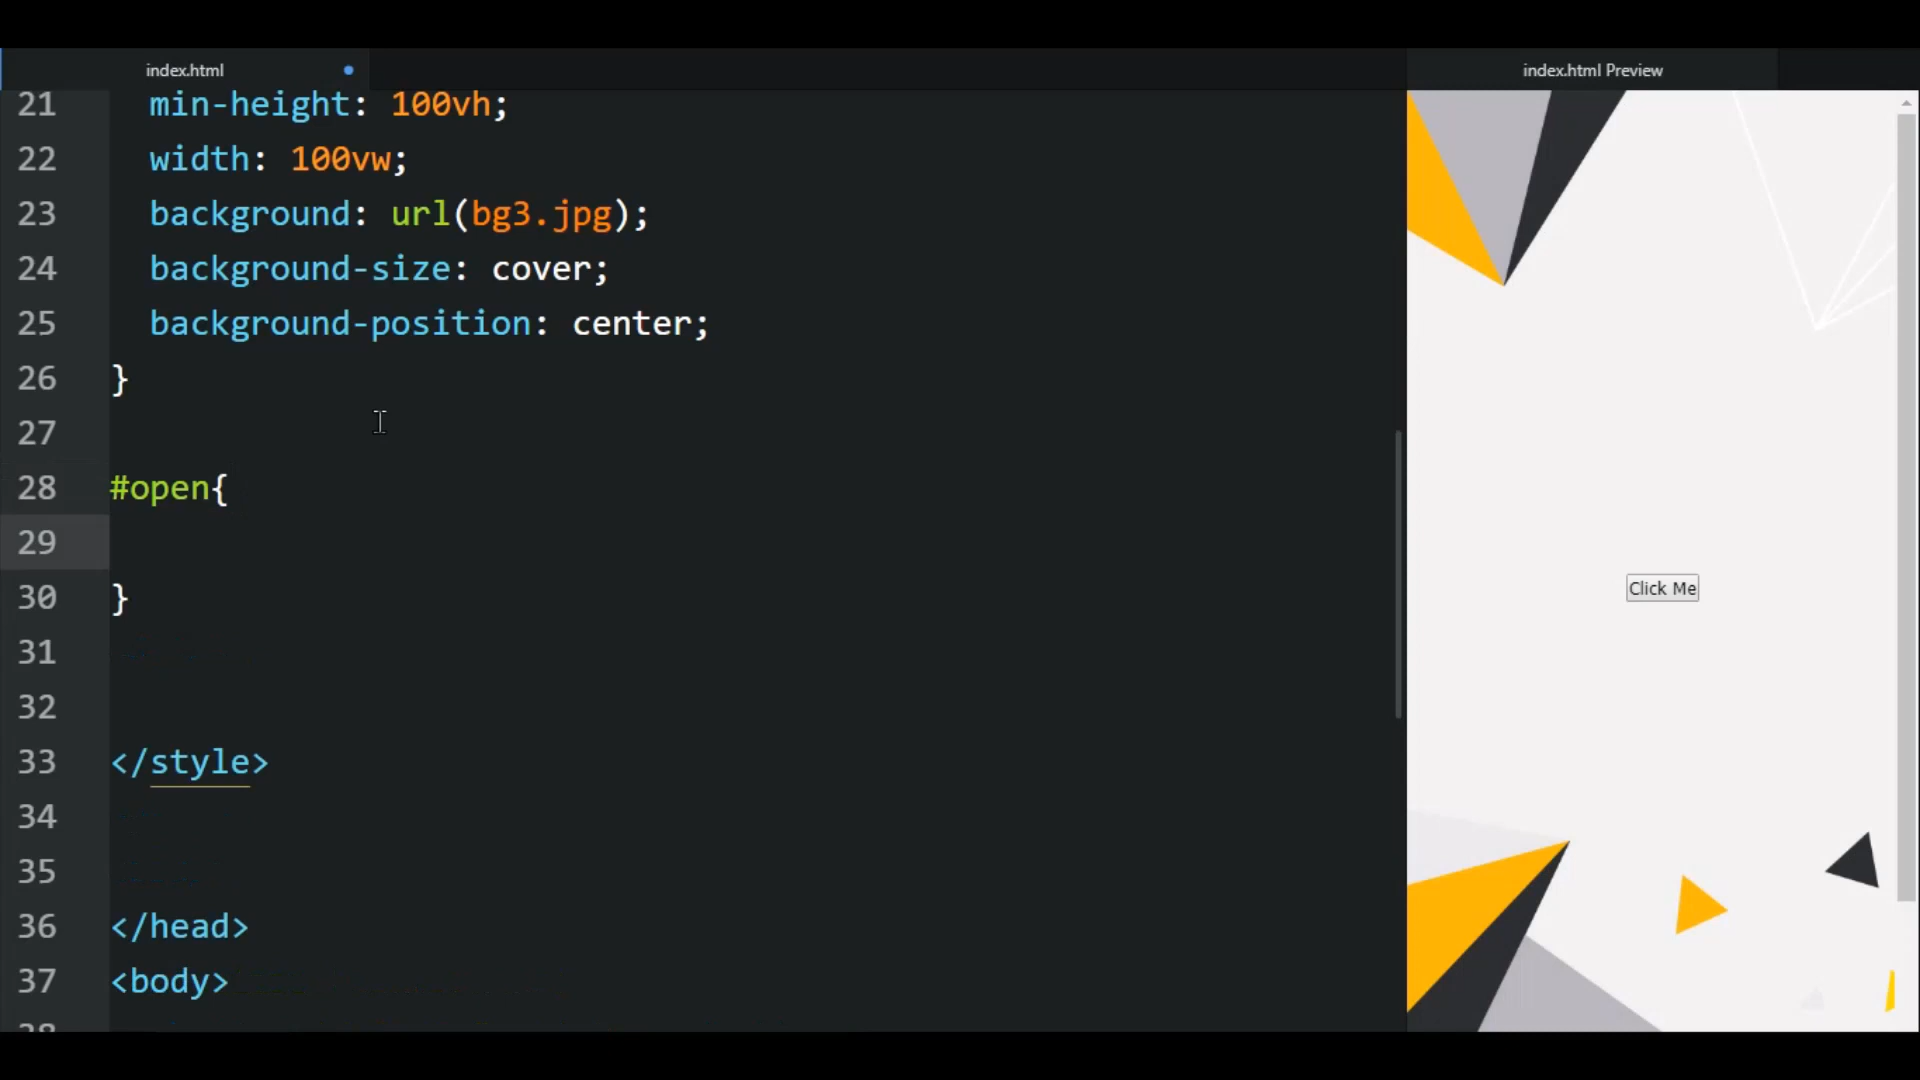 index.html
index.html Preview
21 min-height: 100vh;
22 width: 100vw;
23 background: url(bg3.jpg);
24 background-size: cover;
25 background-position: center;
26 }
27
28 #open{
29
30 }
31
32
33 </style>
34
35
36 </head>
37 <body>
38
Click Me